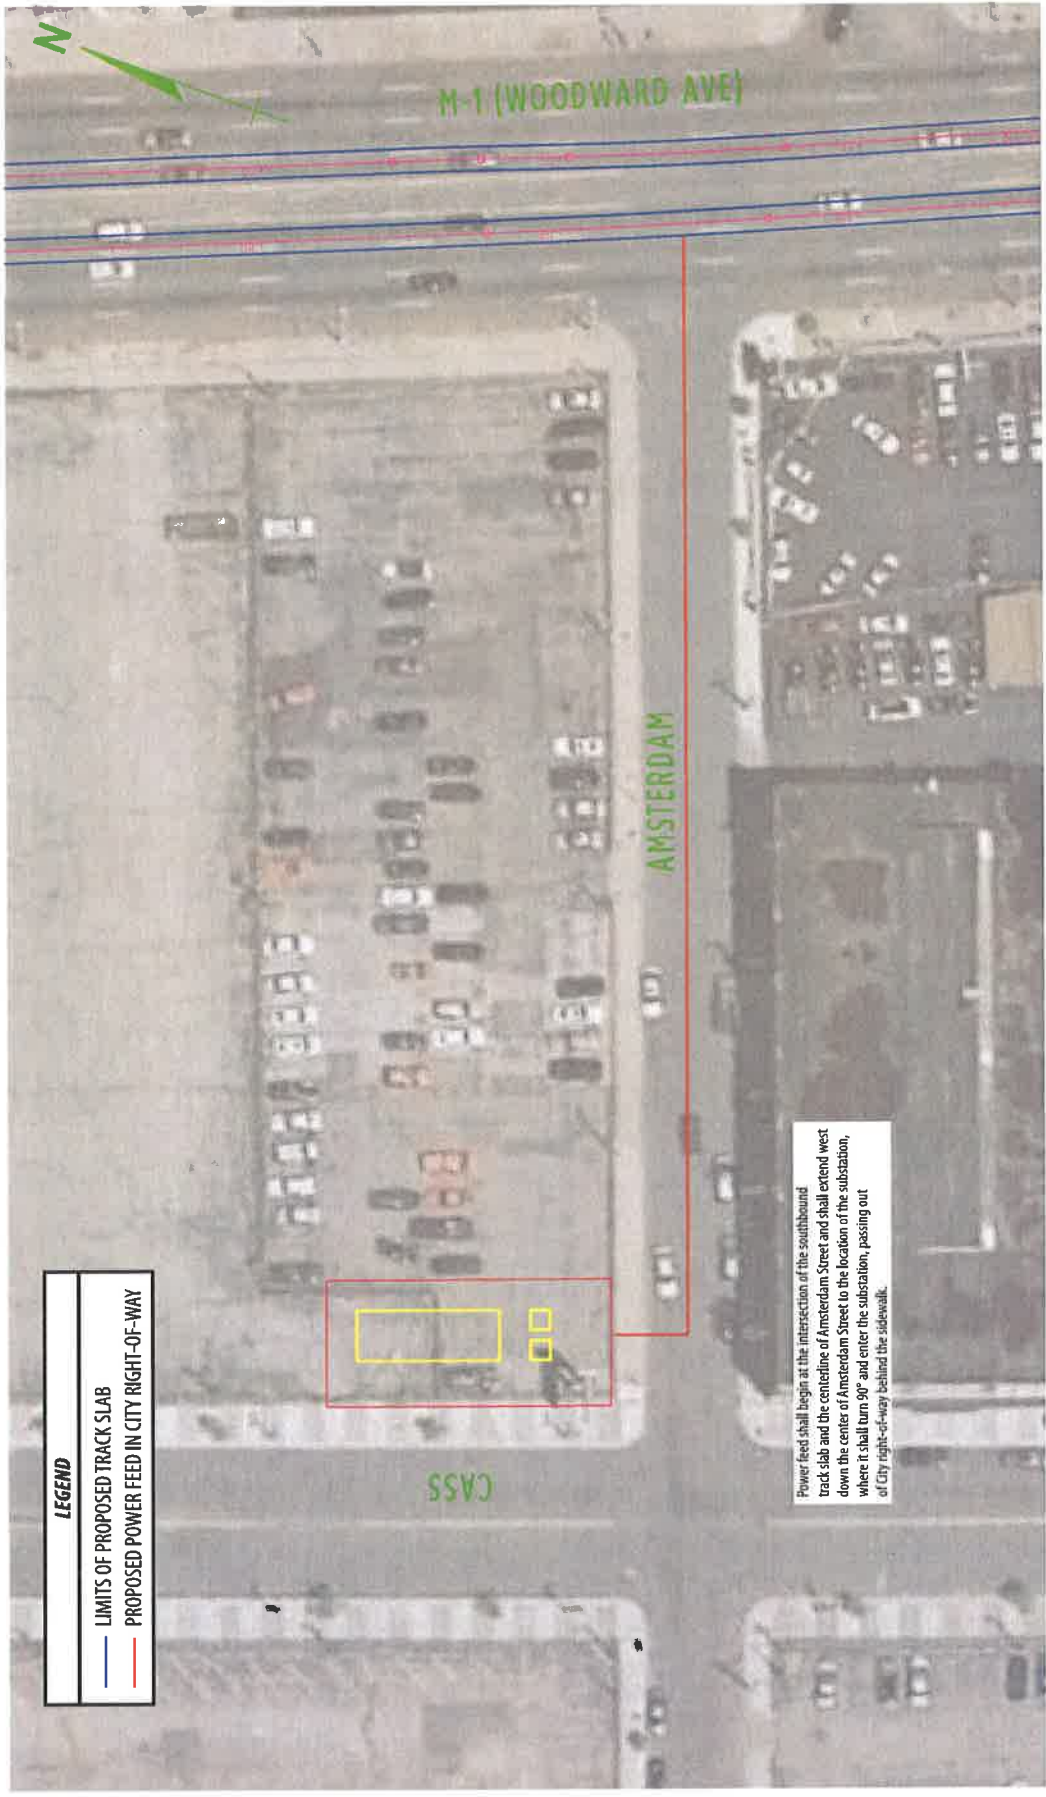 LEGEND
LIMITS OF PROPOSED TRACK SLAB
PROPOSED POWER FEED IN CITY RIGHT-OF-WAY
CASS
AMSTERDAM
M-1 (WOODWARD AVE)
N
Power feed shall begin at the intersection of the southbound
track slab and the centerline of Amsterdam Street and shall extend west
down the center of Amsterdam Street to the location of the substation,
where it shall turn 90° and enter the substation, passing out
of City right-of-way behind the sidewalk.